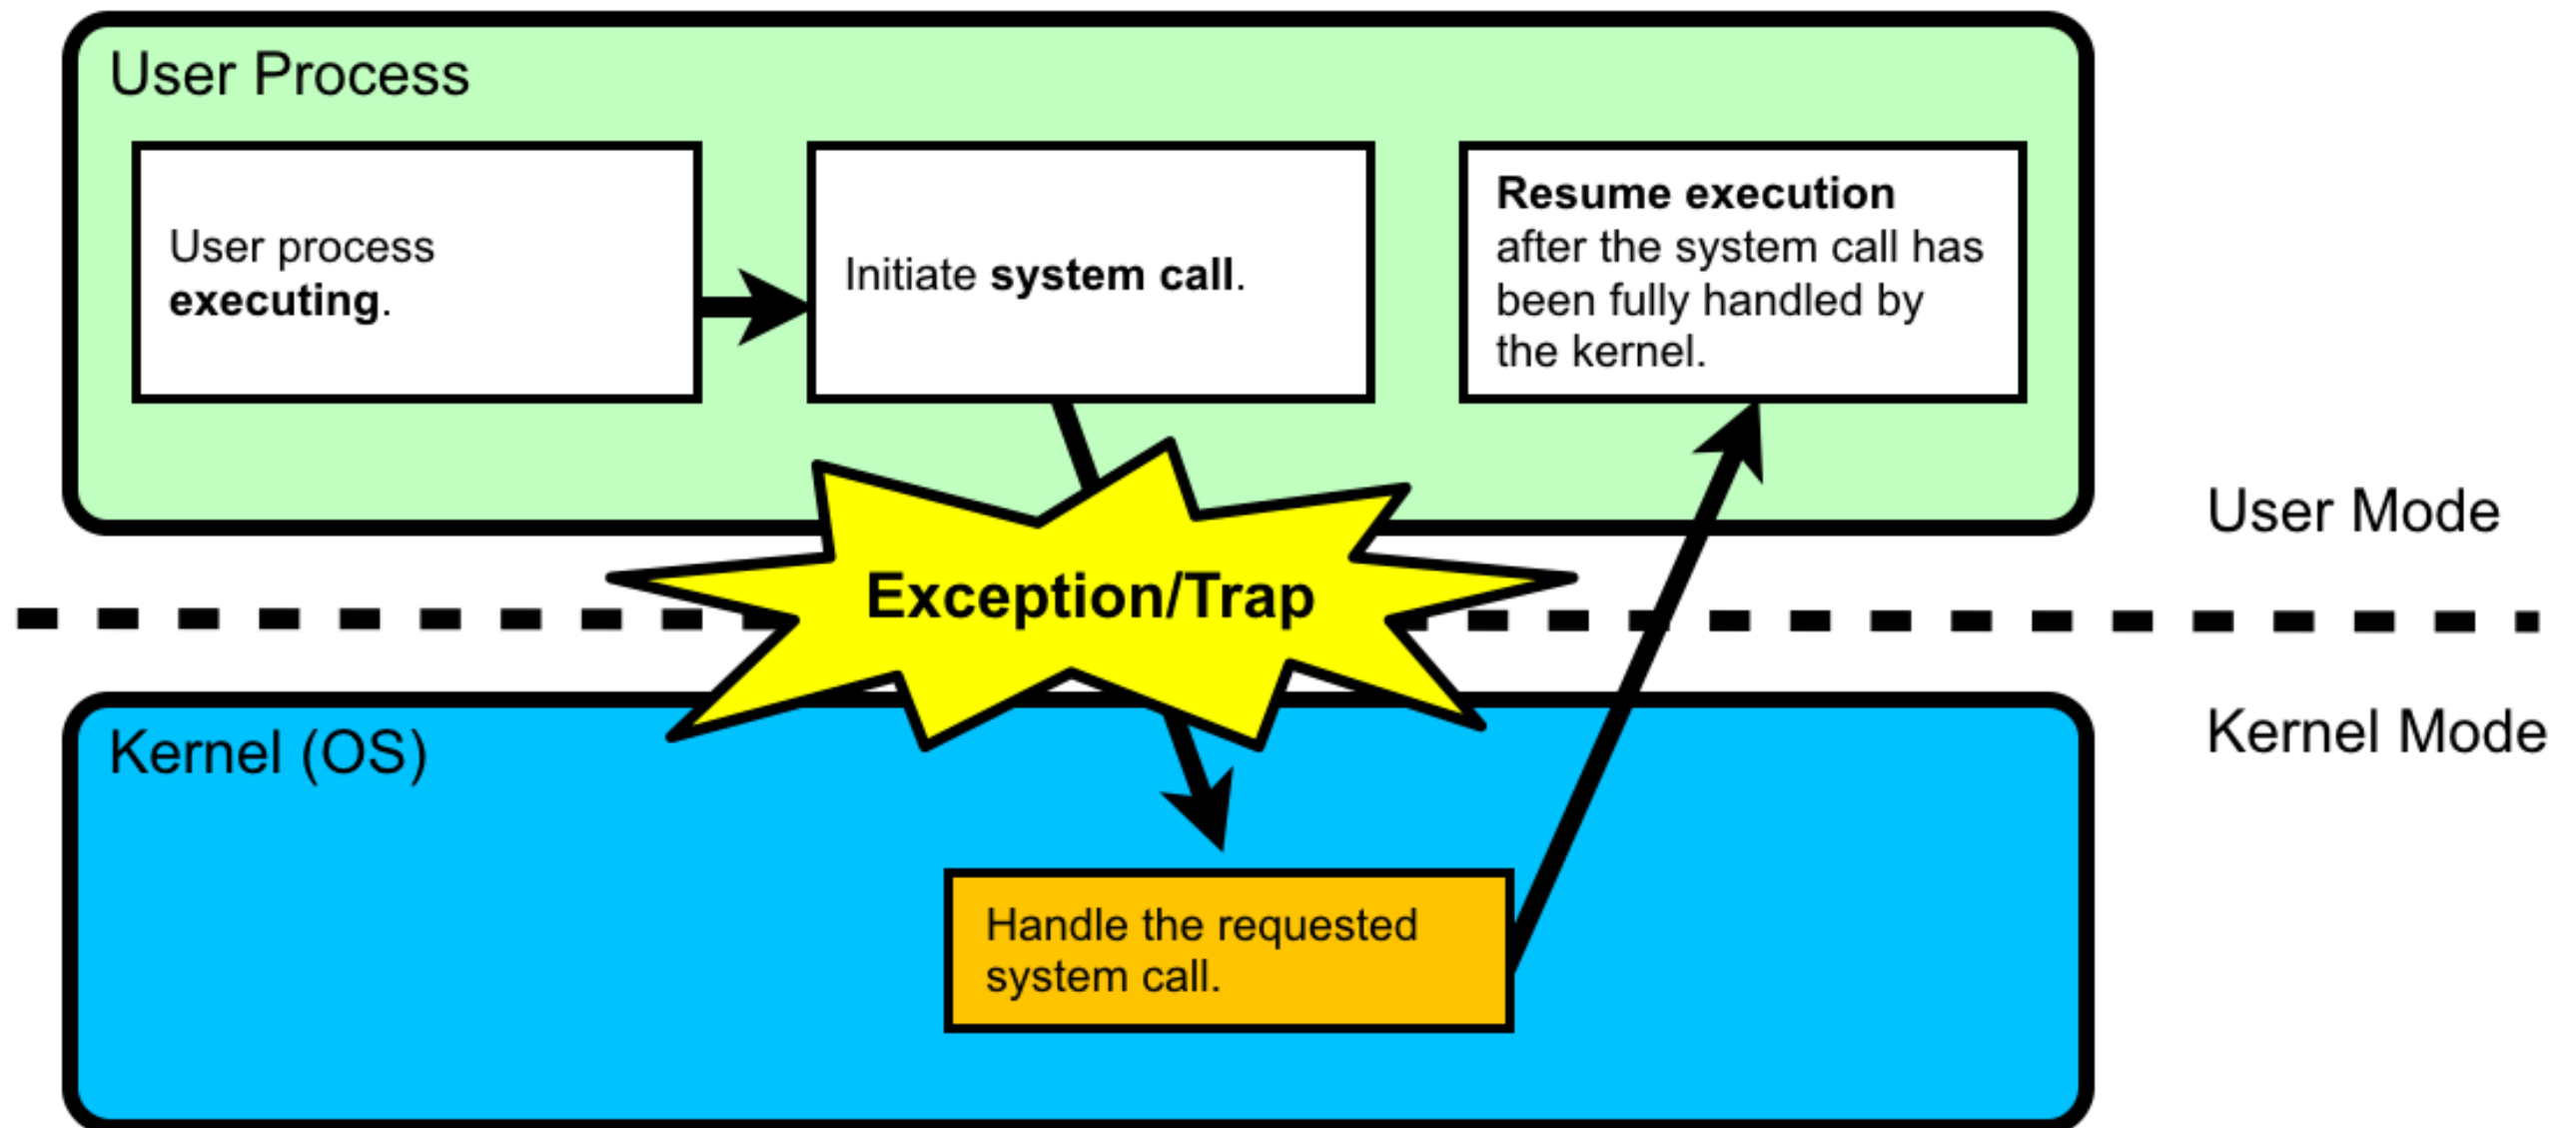 User Process
User process
executing.
Initiate system call.
Resume execution
after the system call has
been fully handled by
the kernel.
User Mode
Exception/Trap
Kernel Mode
Kernel (OS)
Handle the requested
system call.